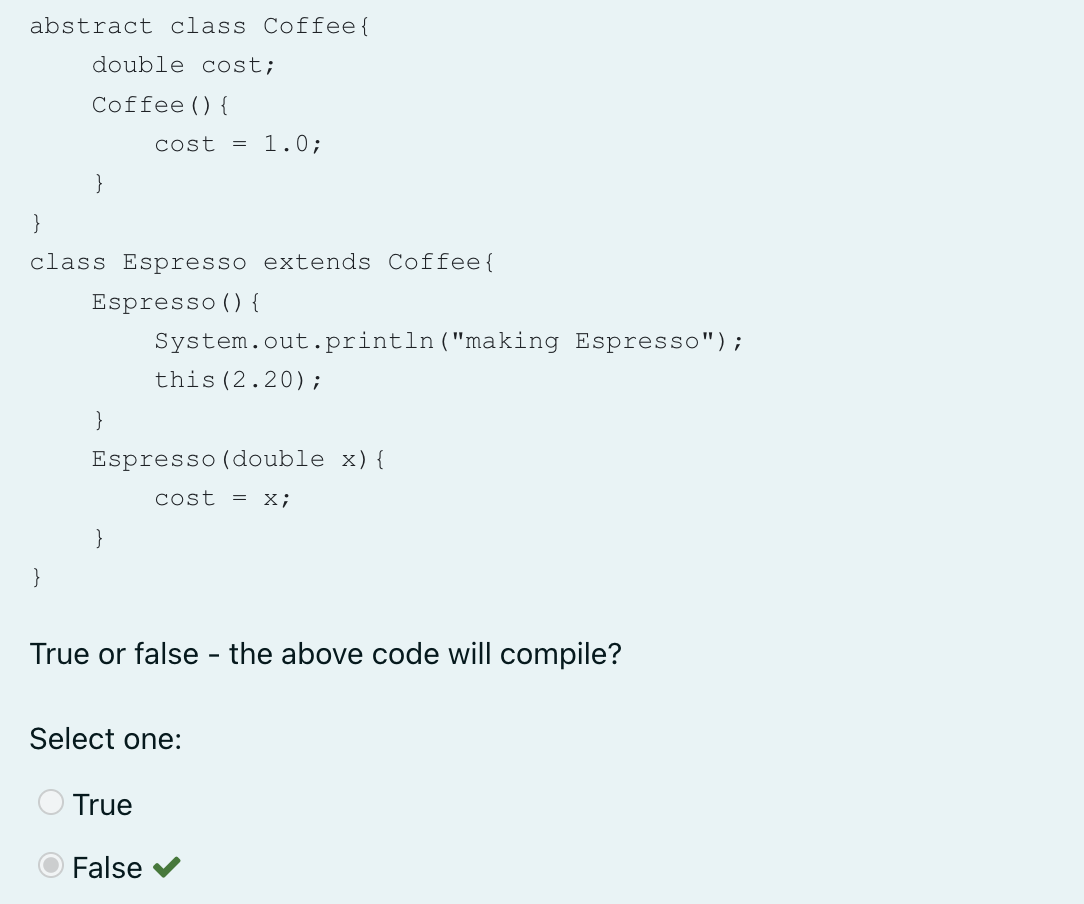 abstract class Coffee{
double cost;
Coffee(){
cost = 1.0;
}
}
class Espresso extends Coffee{
Espresso(){
System.out.println("making Espresso");
this(2.20);
}
Espresso(double x){
cost = x;
}
}
True or false - the above code will compile?
Select one:
True
False